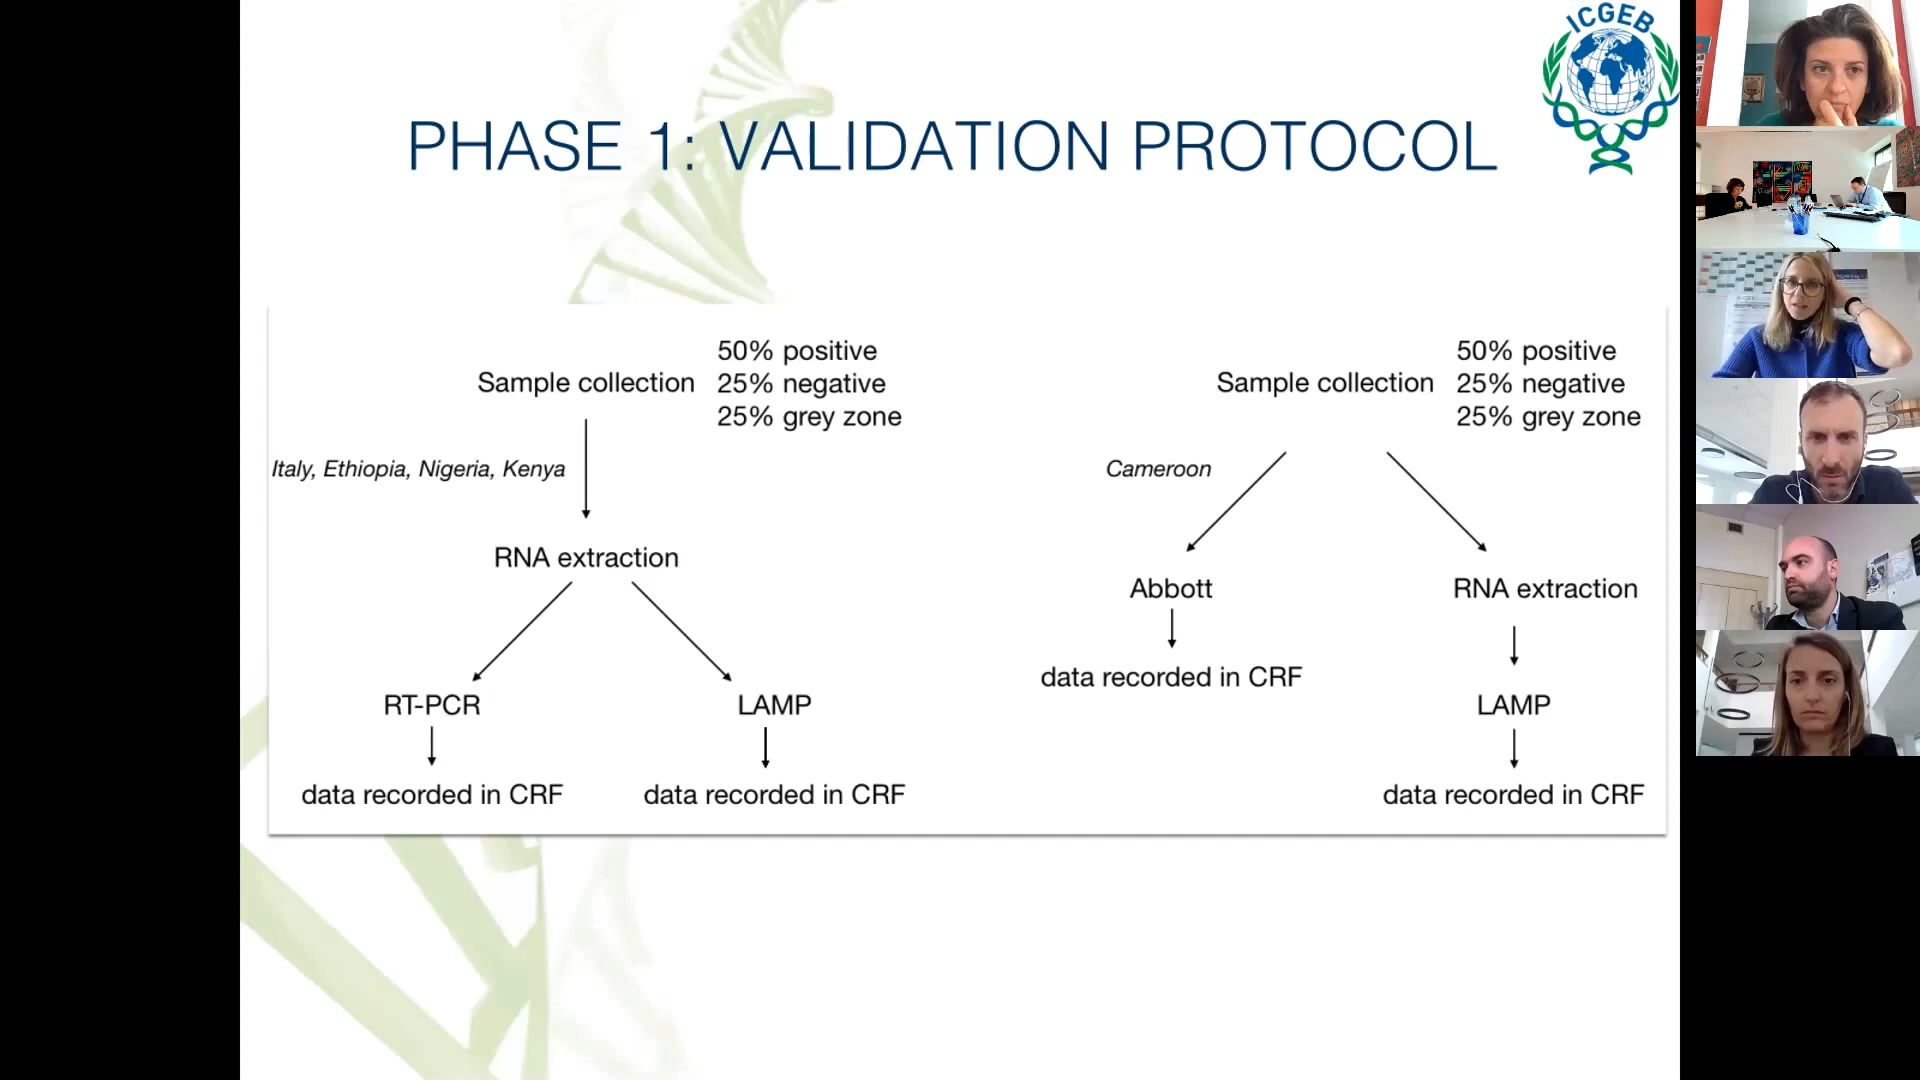 ICGEB
PHASE 1: VALIDATION PROTOCOL
Sample collection
50% positive
25% negative
25% grey zone
Italy, Ethiopia, Nigeria, Kenya
RNA extraction
RT-PCR
LAMP
data recorded in CRF
data recorded in CRF
Sample collection
50% positive
25% negative
25% grey zone
Cameroon
Abbott
RNA extraction
data recorded in CRF
LAMP
data recorded in CRF